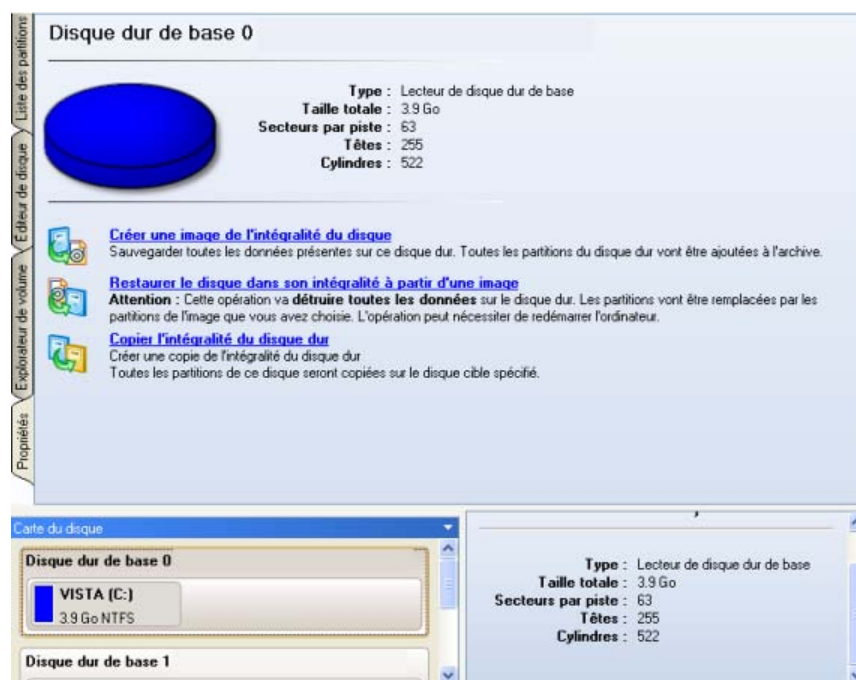 Disque dur de base 0
Type : Lecteur de disque dur de base
Taille totale : 3.9 Go
Secteurs par piste : 63
Têtes : 255
Cylindres : 522
Liste des partitions
Éditeur de disque
Explorateur de volume
Propriétés
Créer une image de l'intégralité du disque
Sauvegarder toutes les données présentes sur ce disque dur. Toutes les partitions du disque dur vont être ajoutées à l'archive.
Restaurer le disque dans son intégralité à partir d'une image
Attention : Cette opération va détruire toutes les données sur le disque dur. Les partitions vont être remplacées par les
partitions de l'image que vous avez choisie. L'opération peut nécessiter de redémarrer l'ordinateur.
Copier l'intégralité du disque dur
Créer une copie de l'intégralité du disque dur
Toutes les partitions de ce disque seront copiées sur le disque cible spécifié.
Carte du disque
Disque dur de base 0
VISTA (C:)
3.9 Go NTFS
Disque dur de base 1
Type : Lecteur de disque dur de base
Taille totale : 3.9 Go
Secteurs par piste : 63
Têtes : 255
Cylindres : 522